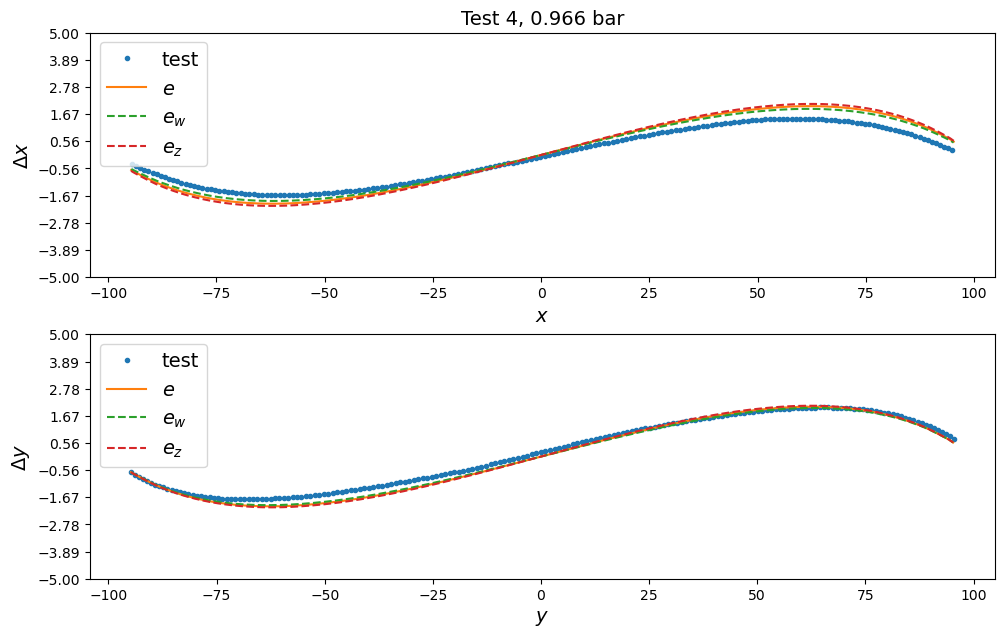 Test 4, 0.966 bar
5.00
3.89
2.78
1.67
0.56
−0.56
−1.67
−2.78
−3.89
−5.00
Δx
test
e
e_w
e_z
−100 −75 −50 −25 0 25 50 75 100
x
5.00
3.89
2.78
1.67
0.56
−0.56
−1.67
−2.78
−3.89
−5.00
Δy
test
e
e_w
e_z
−100 −75 −50 −25 0 25 50 75 100
y